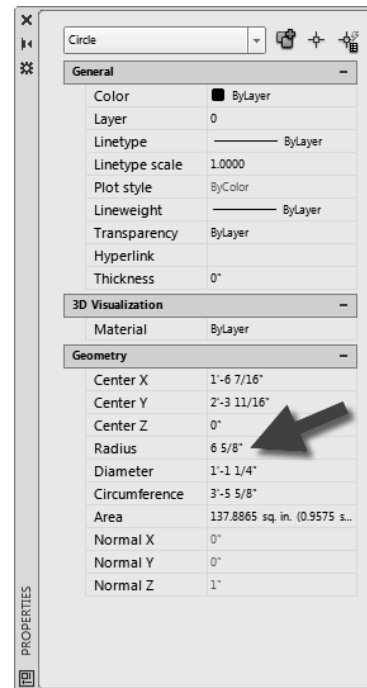 Circle
General
Color ByLayer
Layer 0
Linetype ByLayer
Linetype scale 1.0000
Plot style ByColor
Lineweight ByLayer
Transparency ByLayer
Hyperlink
Thickness 0"
3D Visualization
Material ByLayer
Geometry
Center X 1'-6 7/16"
Center Y 2'-3 11/16"
Center Z 0"
Radius 6 5/8"
Diameter 1'-1 1/4"
Circumference 3'-5 5/8"
Area 137.8865 sq. in. (0.9575 s...
Normal X 0"
Normal Y 0"
Normal Z 1"
PROPERTIES